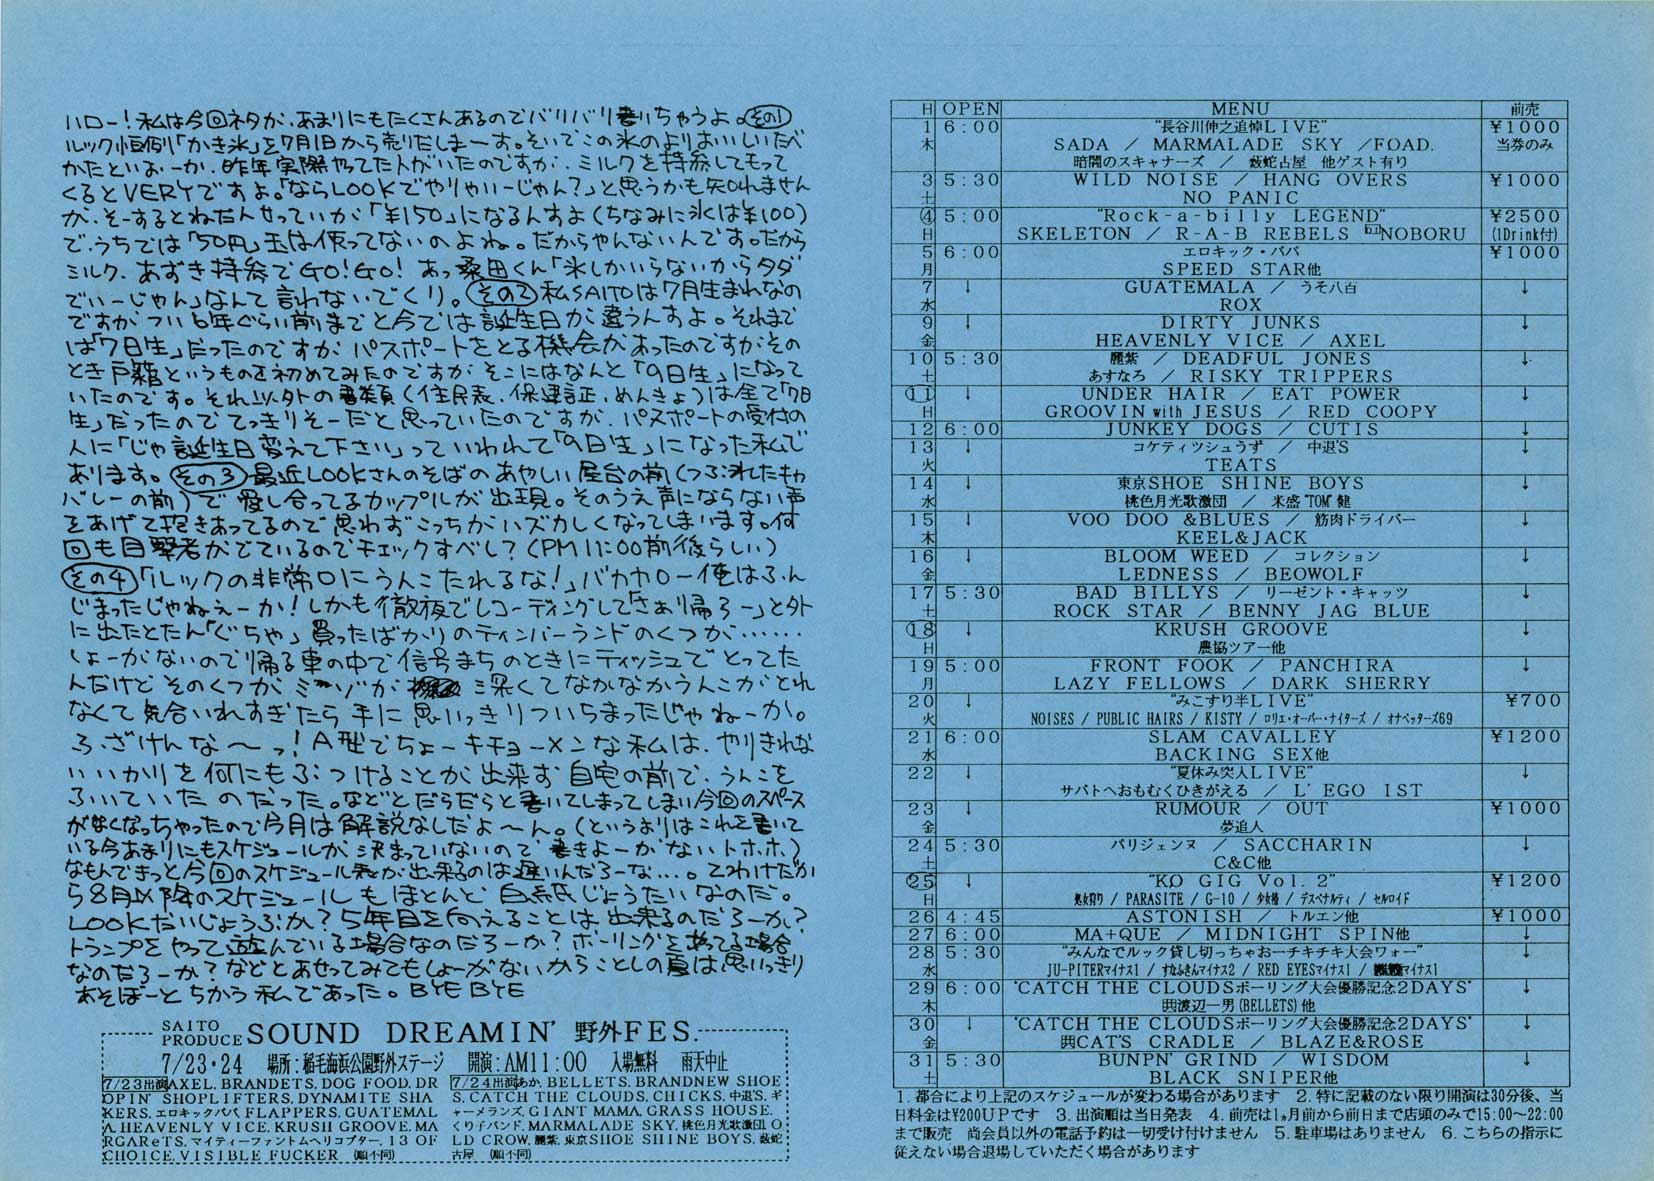 ハロー!私は今回ネタが、あまりにもたくさんあるのでバリバリ書いちゃうよ。その1
ルック恒例「かき氷」を7月1日から売りだしまーす。そいでこの氷のよりおいしいたべ
かたといおーか、昨年実際やってた人がいたのですが、ミルクを持参してもって
くるとVERYですよ。「ならLOOKでやりゃいーじゃん?」と思うかも知れません
が、そーするとねだんせっていが「¥150」になるんすよ(ちなみに氷は¥100)
で、うちでは「50円」玉は使ってないのよね。だからやんないんです。だから
ミルク、あずき持参でGO!GO! あっ桑田くん「氷しかいらないからタダ
でいーじゃん」なんて言わないでくり。その2 私SAITOは7月生まれなの
ですがつい6年ぐらい前までと今では誕生日が違うんすよ。それまで
は「7日生」だったのですが、パスポートをとる機会があったのですがその
とき戸籍というものを初めてみたのですが、そこにはなんと「9日生」になって
いたのです。それ以外の書類(住民表、保健証、めんきょ)は全て「7日
生」だったのでてっきりそーだと思っていたのですが、パスポートの受付の
人に「じゃ誕生日変えて下さい」っていわれて「9日生」になった私で
あります。その3 最近LOOKさんのそばのあやしい屋台の前(つぶれたキャ
バレーの前)で愛し合ってるカップルが出現。そのうえ声にならない声
をあげて抱きあってるので思わずこっちがハズカしくなってしまいます。何
回も目撃者がでているのでチェックすべし?(PM11:00前後らしい)
その4「ルックの非常口にうんこたれるな!」バカヤロー俺はふん
じまったじゃねぇーか!しかも徹夜でレコーディングして「さぁり帰ろー」と外
に出たとたん「ぐちゃ」買ったばかりのティンバーランドのくつが……
しょーがないので帰る車の中で信号まちのときにティッシュでとってた
んだけど そのくつがミゾが深くてなかなかうんこがとれ
なくて気合いれすぎたら手に思いっきりついちまったじゃねーか。
ふざけんな〜っ!A型でちょーキチョーメンな私は、やりきれな
いいかりを何にもぶつけることが出来ず自宅の前で、うんこを
ふいていたのだった。などとだらだらと書いてしまってしまい今回のスペース
がなくなっちゃったので今月は解説なしだよ〜ん。(というよりはこれを書いて
いる今あまりにもスケジュールが決まっていないので書きよーがないトホホ)
なもんできっと今回のスケジュール表が出来るのは遅いんだろーな…。てわけだか
ら8月以降のスケジュールもほとんど白紙じょうたいなのだ。
LOOKだいじょうぶか?5年目を向えることは出来るのだろーか?
トランプをやって遊んでいる場合なのだろーか?ボーリングをやってる場合
なのだろーか?などとあせってみてもしょーがないからことしの夏は思いっきり
あそぼーとちかう私であった。BYE BYE
SAITO PRODUCE SOUND DREAMIN' 野外FES.
7/23・24 場所:稲毛海浜公園野外ステージ 開演:AM11:00 入場無料 雨天中止
7/23出演AXEL, BRANDETS, DOG FOOD, DR
OPIN' SHOPLIFTERS, DYNAMITE SHA
KERS, エロキックパパ, FLAPPERS, GUATEMAL
A, HEAVENLY VICE, KRUSH GROOVE, MA
RGAReTS, マイティーファントムヘリコプター, 13 OF
CHOICE, VISIBLE FUCKER (順不同)
7/24出演あか, BELLETS, BRANDNEW SHOE
S, CATCH THE CLOUDS, CHICKS, 中退'S, ギ
ャーメランズ, GIANT MAMA, GRASS HOUSE,
くり子バンド, MARMALADE SKY, 桃色月光歌激団, O
LD CROW, 麗紫, 東京SHOE SHINE BOYS, 薮蛇
古屋 (順不同)
日 OPEN MENU 前売
1木 6:00 "長谷川伸之追悼LIVE" ¥1000
SADA / MARMALADE SKY / FOAD. 当券のみ
暗闇のスキャナーズ / 薮蛇古屋 他ゲスト有り
3土 5:30 WILD NOISE / HANG OVERS ¥1000
NO PANIC
④日 5:00 "Rock-a-billy LEGEND" ¥2500
SKELETON / R-A-B REBELS NOBORU (1Drink付)
5月 6:00 エロキック・パパ ¥1000
SPEED STAR他
7水 ↓ GUATEMALA / うそ八百 ↓
ROX
9金 ↓ DIRTY JUNKS ↓
HEAVENLY VICE / AXEL
10土 5:30 麗紫 / DEADFUL JONES ↓
あすなろ / RISKY TRIPPERS
⑪日 ↓ UNDER HAIR / EAT POWER ↓
GROOVIN with JESUS / RED COOPY
12 6:00 JUNKEY DOGS / CUTIS ↓
13火 ↓ コケティッシュうず / 中退'S ↓
TEATS
14水 ↓ 東京SHOE SHINE BOYS ↓
桃色月光歌激団 / 米盛"TOM"健
15木 ↓ VOO DOO &BLUES / 筋肉ドライバー ↓
KEEL&JACK
16金 ↓ BLOOM WEED / コレクション ↓
LEDNESS / BEOWOLF
17土 5:30 BAD BILLYS / リーゼント・キャッツ ↓
ROCK STAR / BENNY JAG BLUE
⑱日 ↓ KRUSH GROOVE ↓
農協ツアー他
19月 5:00 FRONT FOOK / PANCHIRA ↓
LAZY FELLOWS / DARK SHERRY
20火 ↓ "みこすり半LIVE" ¥700
NOISES / PUBLIC HAIRS / KISTY / ロリエ・オーバー・ナイターズ / オナペッターズ69
21水 6:00 SLAM CAVALLEY ¥1200
BACKING SEX他
22 ↓ "夏休み突入LIVE" ↓
サバトへおもむくひきがえる / L' EGO IST
23金 ↓ RUMOUR / OUT ¥1000
夢追人
24土 5:30 パリジェンヌ / SACCHARIN ↓
C&C他
㉕日 ↓ "KO GIG Vol. 2" ¥1200
処女狩り / PARASITE / G-10 / 少女椿 / デスペナルティ / セルロイド
26 4:45 ASTONISH / トルエン他 ¥1000
27 6:00 MA+QUE / MIDNIGHT SPIN他 ↓
28水 5:30 "みんなでルック貸し切っちゃおーチキチキ大会ワォー" ↓
JU-PITERマイナス1 / すなふきんマイナス2 / RED EYESマイナス1 / マイナス1
29木 6:00 "CATCH THE CLOUDSボーリング大会優勝記念2DAYS" ↓
渡辺一男(BELLETS)他
30金 ↓ "CATCH THE CLOUDSボーリング大会優勝記念2DAYS" ↓
CAT'S CRADLE / BLAZE&ROSE
31土 5:30 BUNPN' GRIND / WISDOM ↓
BLACK SNIPER他
1. 都合により上記のスケジュールが変わる場合があります 2. 特に記載のない限り開演は30分後、当
日料金は¥200UPです 3. 出演順は当日発表 4. 前売は1ヵ月前から前日まで店頭のみで15:00〜22:00
まで販売 尚会員以外の電話予約は一切受け付けません 5. 駐車場はありません 6. こちらの指示に
従えない場合退場していただく場合があります